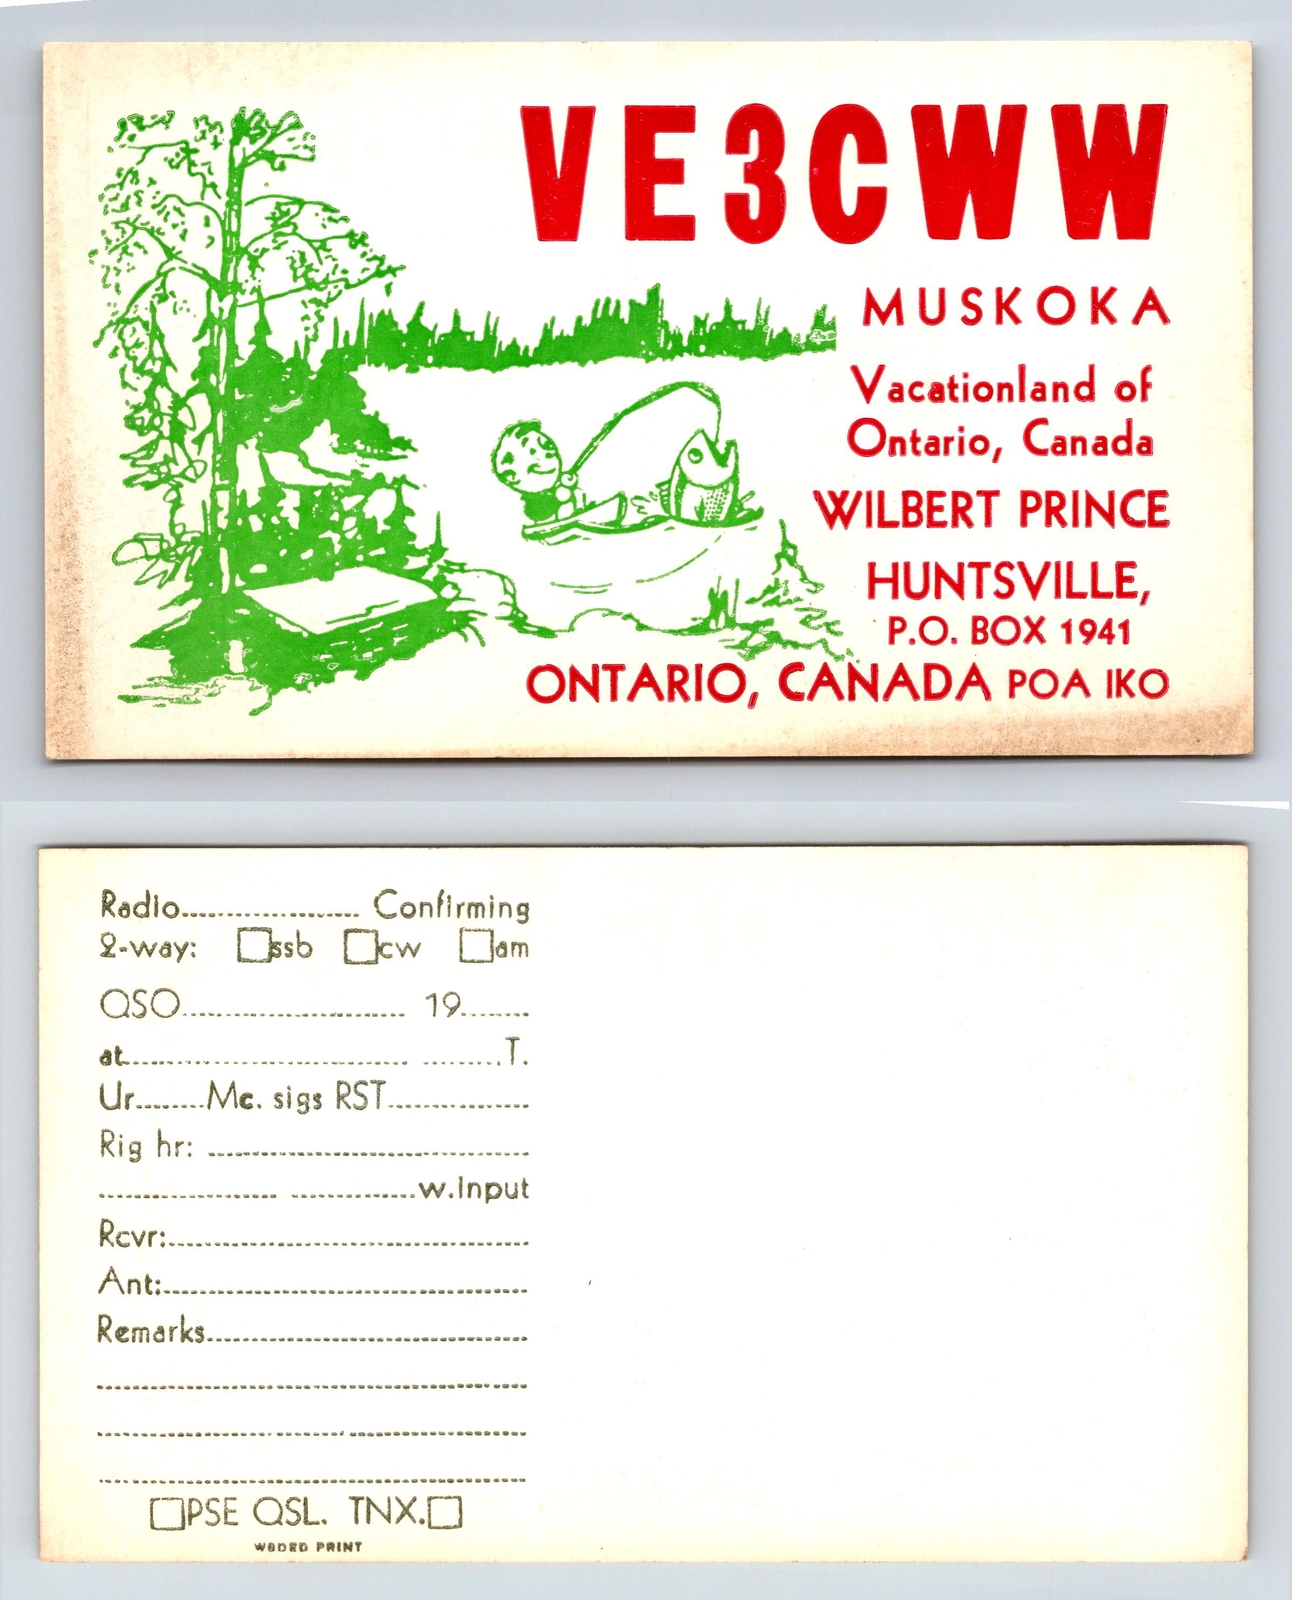 VE3CWW
MUSKOKA
Vacationland of
Ontario, Canada
WILBERT PRINCE
HUNTSVILLE,
P.O. BOX 1941
ONTARIO, CANADA POA IKO
Radio.................... Confirming
2-way: ssb cw am
QSO......................... 19.......
at............................... .........T.
Ur........Mc. sigs RST...............
Rig hr: ...................................
.................... ..............w.Input
Rcvr:.......................................
Ant:........................................
Remarks...................................
PSE QSL. TNX.
W8DED PRINT